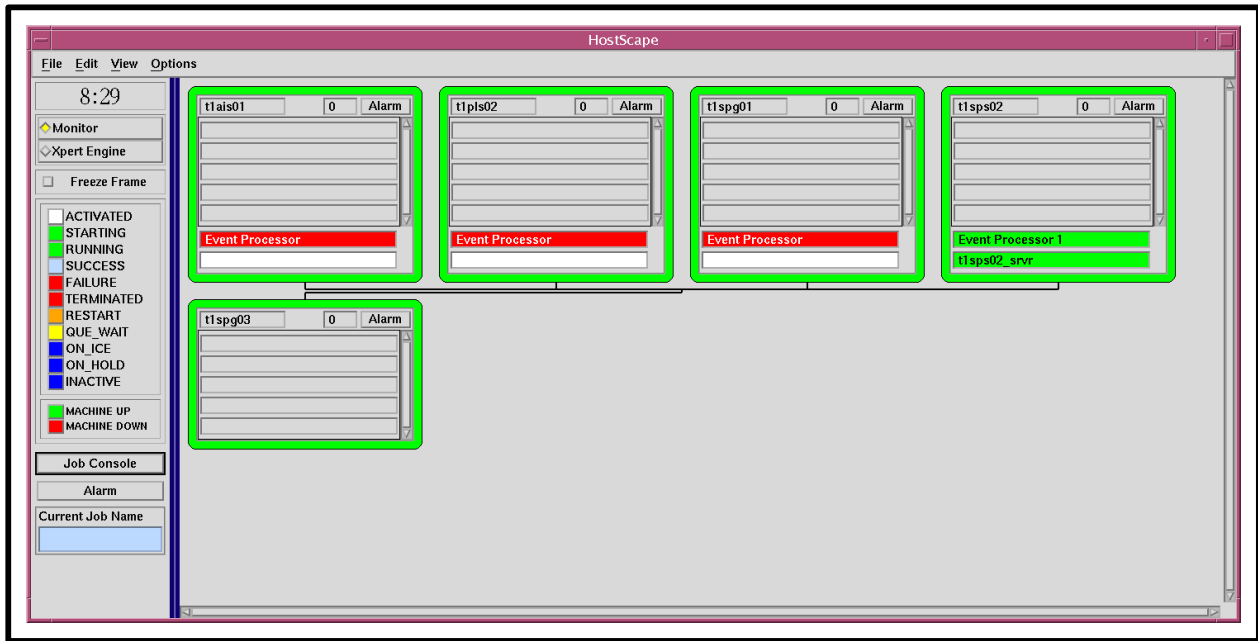 HostScape
File Edit View Options
8:29
Monitor
Xpert Engine
Freeze Frame
ACTIVATED
STARTING
RUNNING
SUCCESS
FAILURE
TERMINATED
RESTART
QUE_WAIT
ON_ICE
ON_HOLD
INACTIVE
MACHINE UP
MACHINE DOWN
Job Console
Alarm
Current Job Name
t1ais01 0 Alarm
Event Processor
t1pls02 0 Alarm
Event Processor
t1spg01 0 Alarm
Event Processor
t1sps02 0 Alarm
Event Processor 1
t1sps02_srvr
t1spg03 0 Alarm